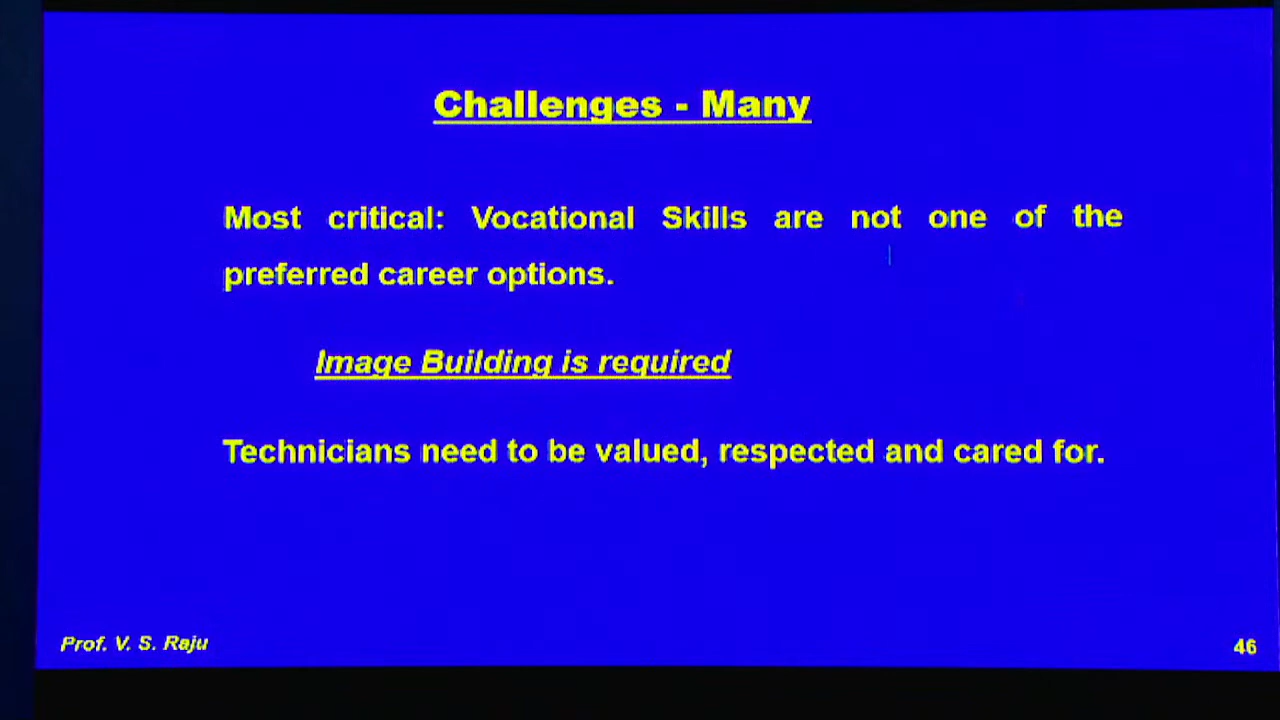 Challenges - Many
Most critical: Vocational Skills are not one of the
preferred career options.
Image Building is required
Technicians need to be valued, respected and cared for.
Prof. V. S. Raju
46